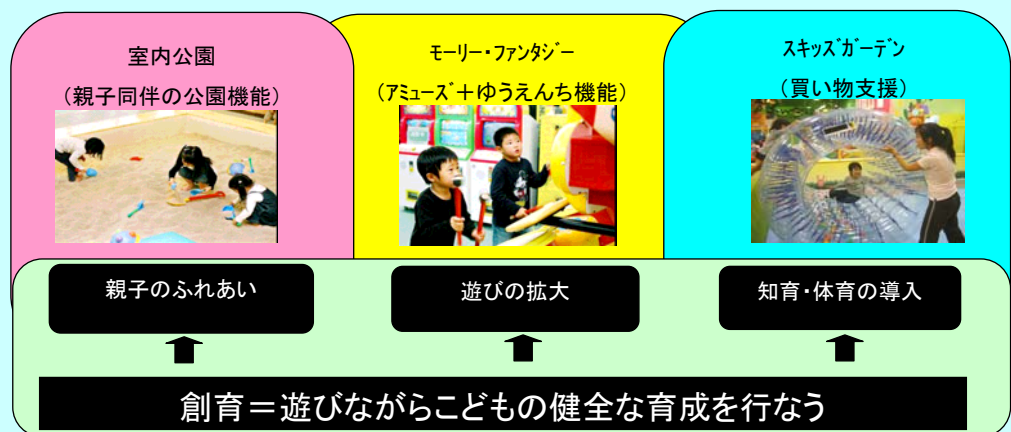 室内公園
（親子同伴の公園機能）
ﾓｰﾘｰ・ﾌｧﾝﾀｼﾞｰ
（ｱﾐｭｰｽﾞ＋ゆうえんち機能）
ｽｷｯｽﾞｶﾞｰﾃﾞﾝ
（買い物支援）
親子のふれあい
遊びの拡大
知育・体育の導入
創育＝遊びながらこどもの健全な育成を行なう